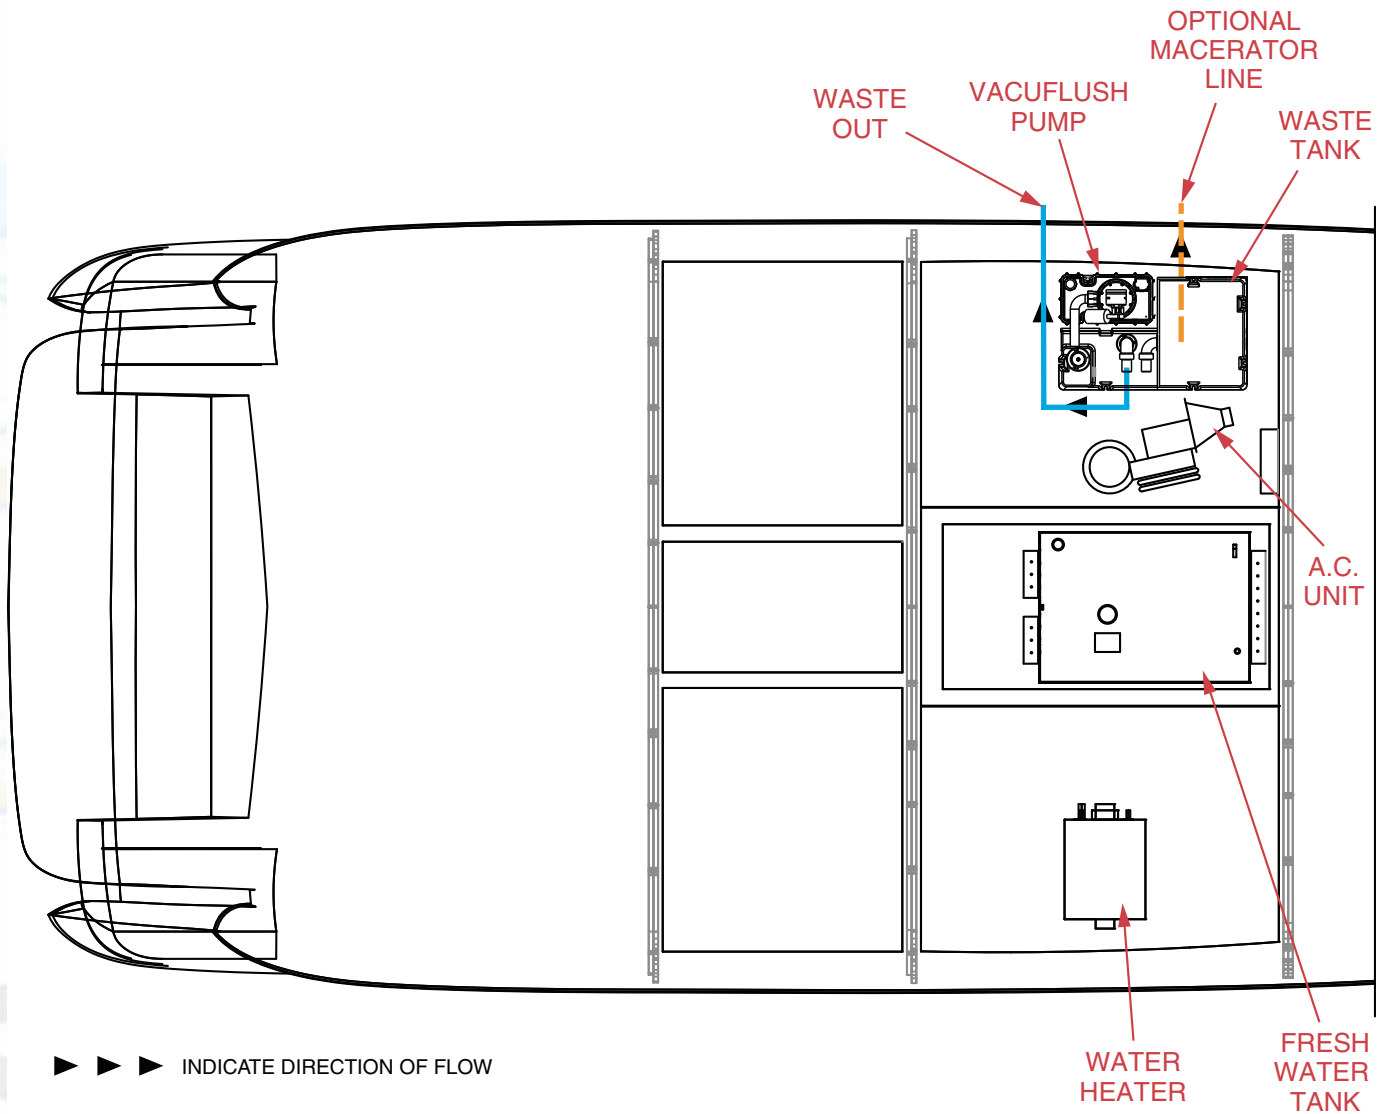 OPTIONAL
MACERATOR
LINE
VACUFLUSH
PUMP
WASTE
OUT
WASTE
TANK
A.C.
UNIT
INDICATE DIRECTION OF FLOW
WATER
HEATER
FRESH
WATER
TANK